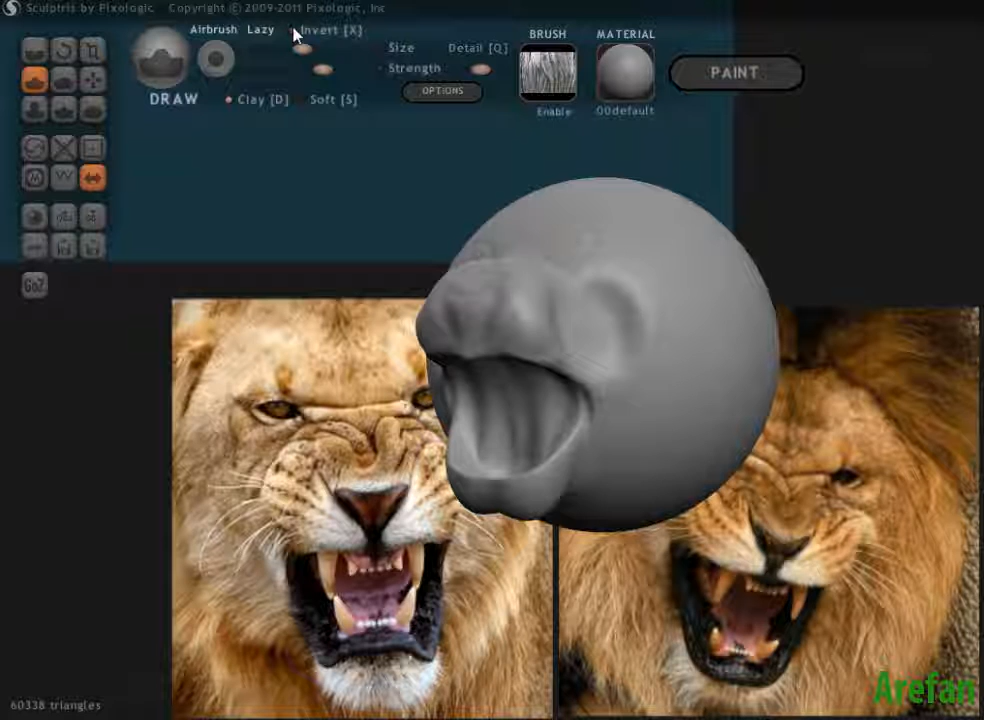 Sculptris by Pixologic    Copyright (C) 2009-2011 Pixologic, Inc
Airbrush Lazy Invert [X]
Size Detail [Q]
Strength
DRAW Clay [D] Soft [S]
OPTIONS
BRUSH
Enable
MATERIAL
00default
PAINT
GoZ
60338 triangles
Arefan